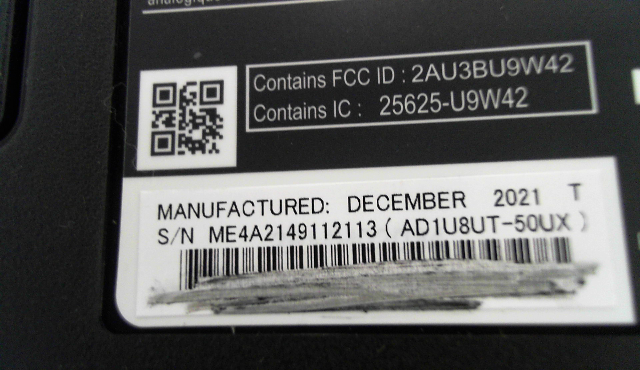 Contains FCC ID : 2AU3BU9W42
Contains IC : 25625-U9W42
MANUFACTURED: DECEMBER 2021 T
S/N ME4A2149112113 ( AD1U8UT-50UX )